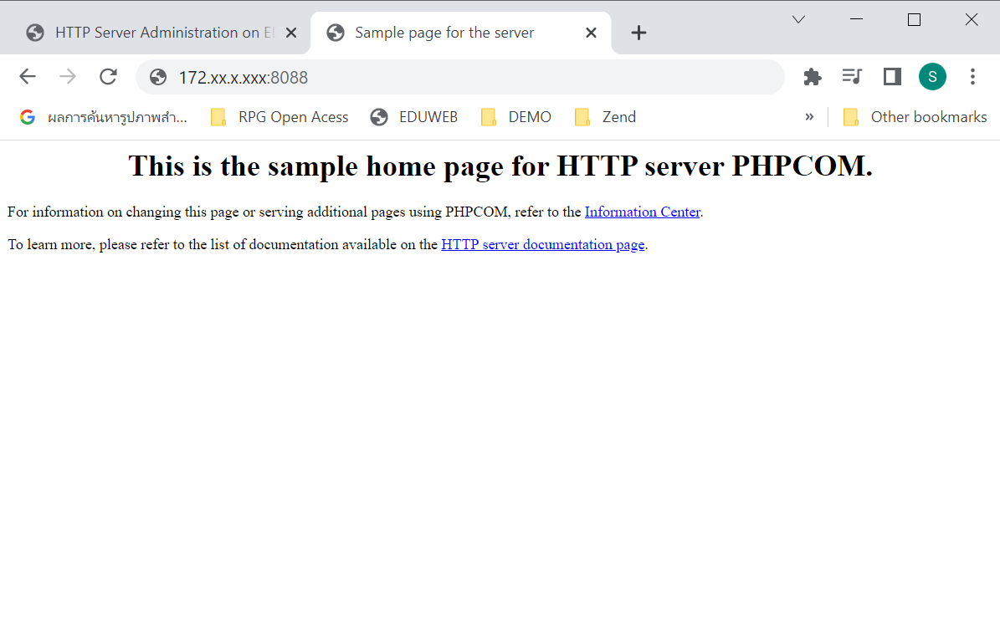 HTTP Server Administration on El
Sample page for the server
172.xx.x.xxx:8088
S
ผลการค้นหารูปภาพสำ...
RPG Open Acess
EDUWEB
DEMO
Zend
»
Other bookmarks
This is the sample home page for HTTP server PHPCOM.
For information on changing this page or serving additional pages using PHPCOM, refer to the Information Center.
To learn more, please refer to the list of documentation available on the HTTP server documentation page.